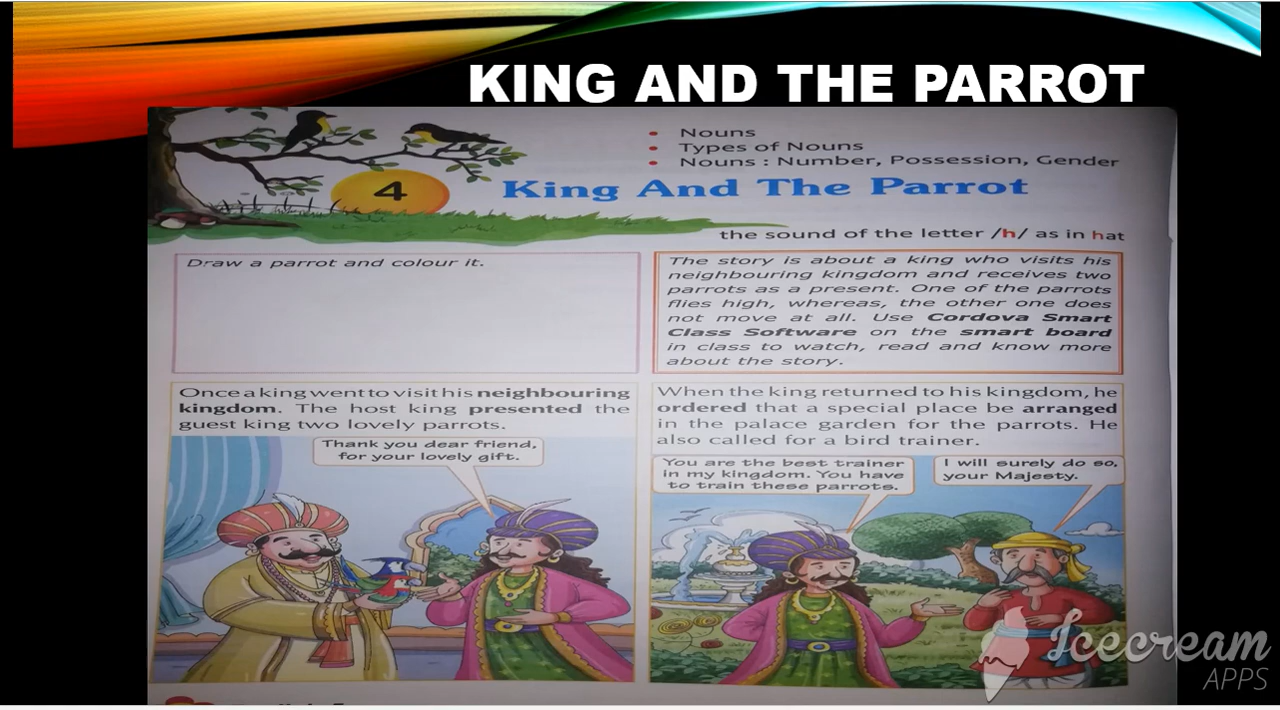 KING AND THE PARROT
• Nouns
• Types of Nouns
• Nouns : Number, Possession, Gender
4
King And The Parrot
the sound of the letter /h/ as in hat
Draw a parrot and colour it.
The story is about a king who visits his
neighbouring kingdom and receives two
parrots as a present. One of the parrots
flies high, whereas, the other one does
not move at all. Use Cordova Smart
Class Software on the smart board
in class to watch, read and know more
about the story.
Once a king went to visit his neighbouring
kingdom. The host king presented the
guest king two lovely parrots.
Thank you dear friend,
for your lovely gift.
When the king returned to his kingdom, he
ordered that a special place be arranged
in the palace garden for the parrots. He
also called for a bird trainer.
You are the best trainer
in my kingdom. You have
to train these parrots.
I will surely do so,
your Majesty.
Icecream
APPS